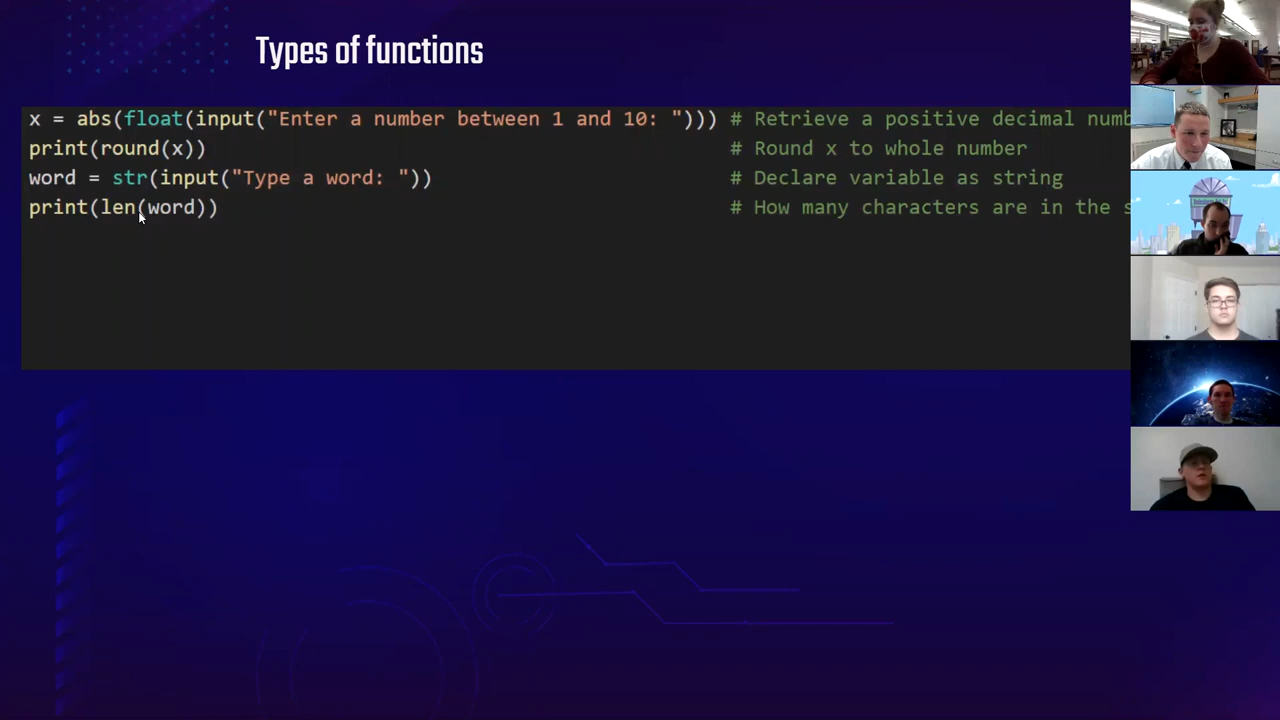 Types of functions
x = abs(float(input("Enter a number between 1 and 10: "))) # Retrieve a positive decimal
print(round(x)) # Round x to whole number
word = str(input("Type a word: ")) # Declare variable as string
print(len(word)) # How many characters are in the